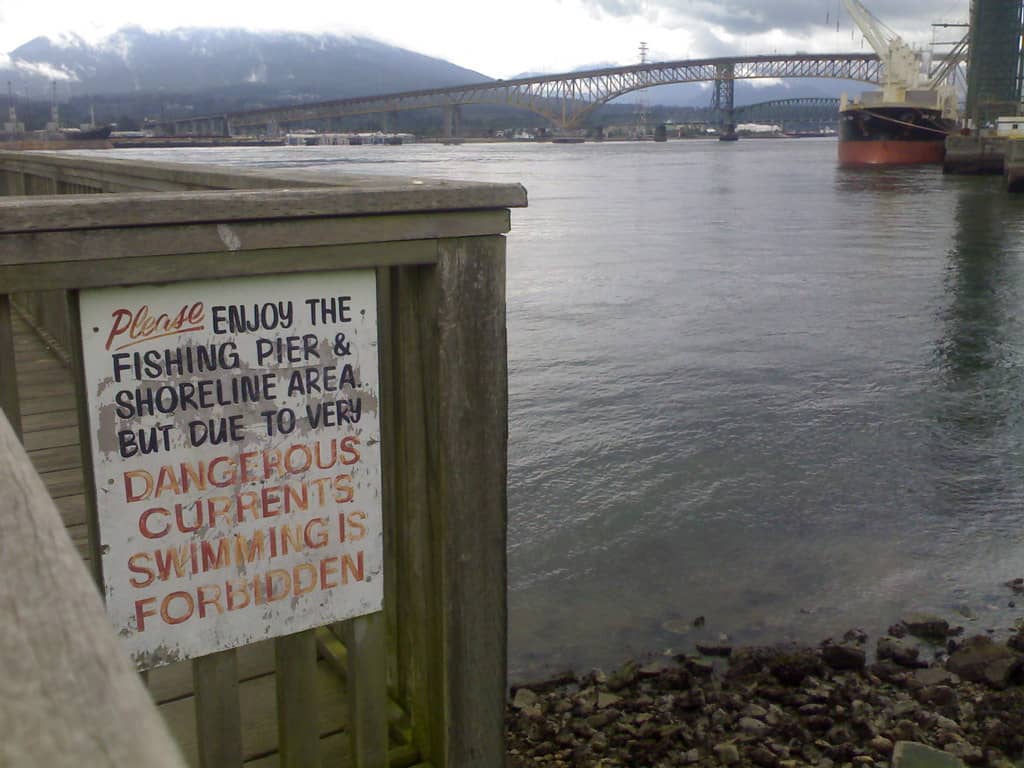 Please ENJOY THE
FISHING PIER &
SHORELINE AREA.
BUT DUE TO VERY
DANGEROUS
CURRENTS
SWIMMING IS
FORBIDDEN